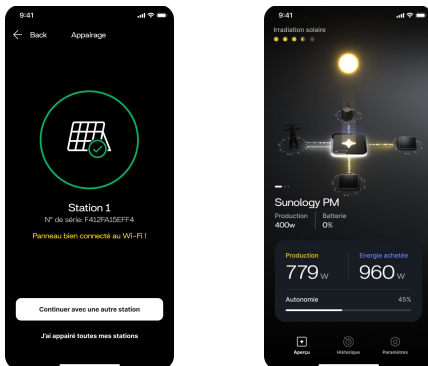 9:41
Back
Appairage
Station 1
N° de série: F412FA15EFF4
Panneau bien connecté au Wi-Fi !
Continuer avec une autre station
J'ai appairé toutes mes stations
9:41
Irradiation solaire
Sunology PM
Production
Batterie
400w
0%
Production
Energie achetée
779 w
960 w
Autonomie
45%
Aperçu
Historique
Paramètres